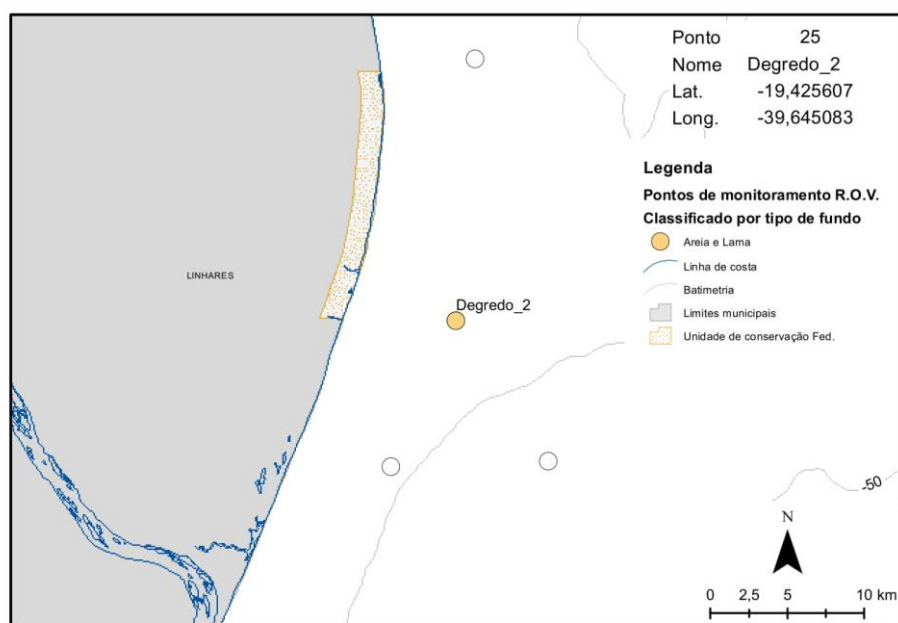 Ponto 25
Nome Degredo_2
Lat. -19,425607
Long. -39,645083
Legenda
Pontos de monitoramento R.O.V.
Classificado por tipo de fundo
Areia e Lama
Linha de costa
Batimetria
Limites municipais
Unidade de conservação Fed.
LINHARES
Degredo_2
-50
N
0 2,5 5 10 km